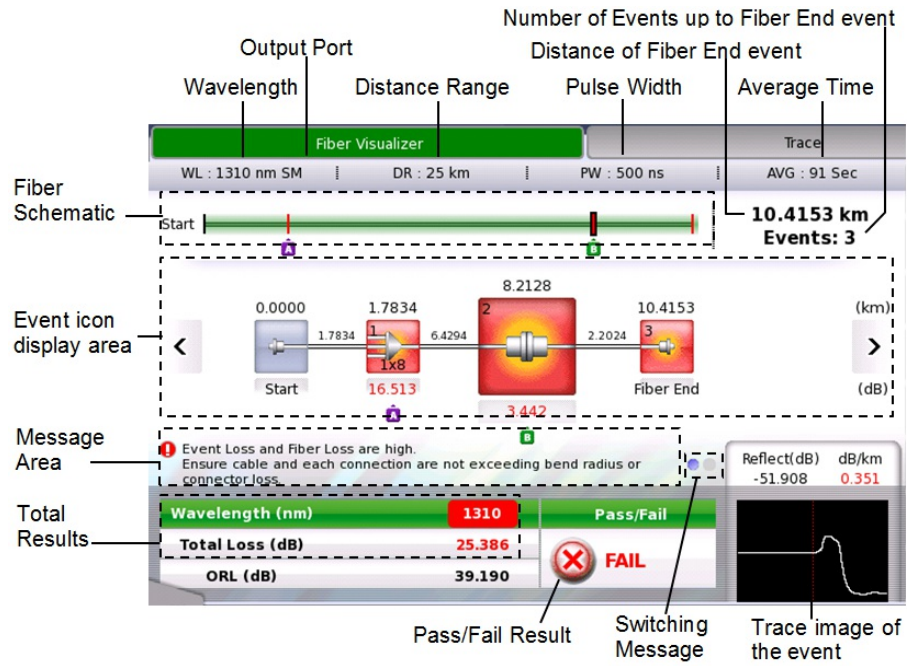 Number of Events up to Fiber End event
Output Port
Distance of Fiber End event
Wavelength
Distance Range
Pulse Width
Average Time
Fiber Visualizer
Trace
WL : 1310 nm SM
DR : 25 km
PW : 500 ns
AVG : 91 Sec
Fiber
Schematic
Start
A
B
10.4153 km
Events: 3
Event icon
display area
<
0.0000
1.7834
8.2128
10.4153
(km)
1.7834
1
1x8
6.4294
2
2.2024
3
>
Start
16.513
3.442
Fiber End
(dB)
A
B
Message
Area
! Event Loss and Fiber Loss are high.
Ensure cable and each connection are not exceeding bend radius or
connector loss.
Reflect(dB) dB/km
-51.908 0.351
Total
Results
Wavelength (nm) 1310
Pass/Fail
Total Loss (dB) 25.386
FAIL
ORL (dB) 39.190
Pass/Fail Result
Switching
Message
Trace image of
the event